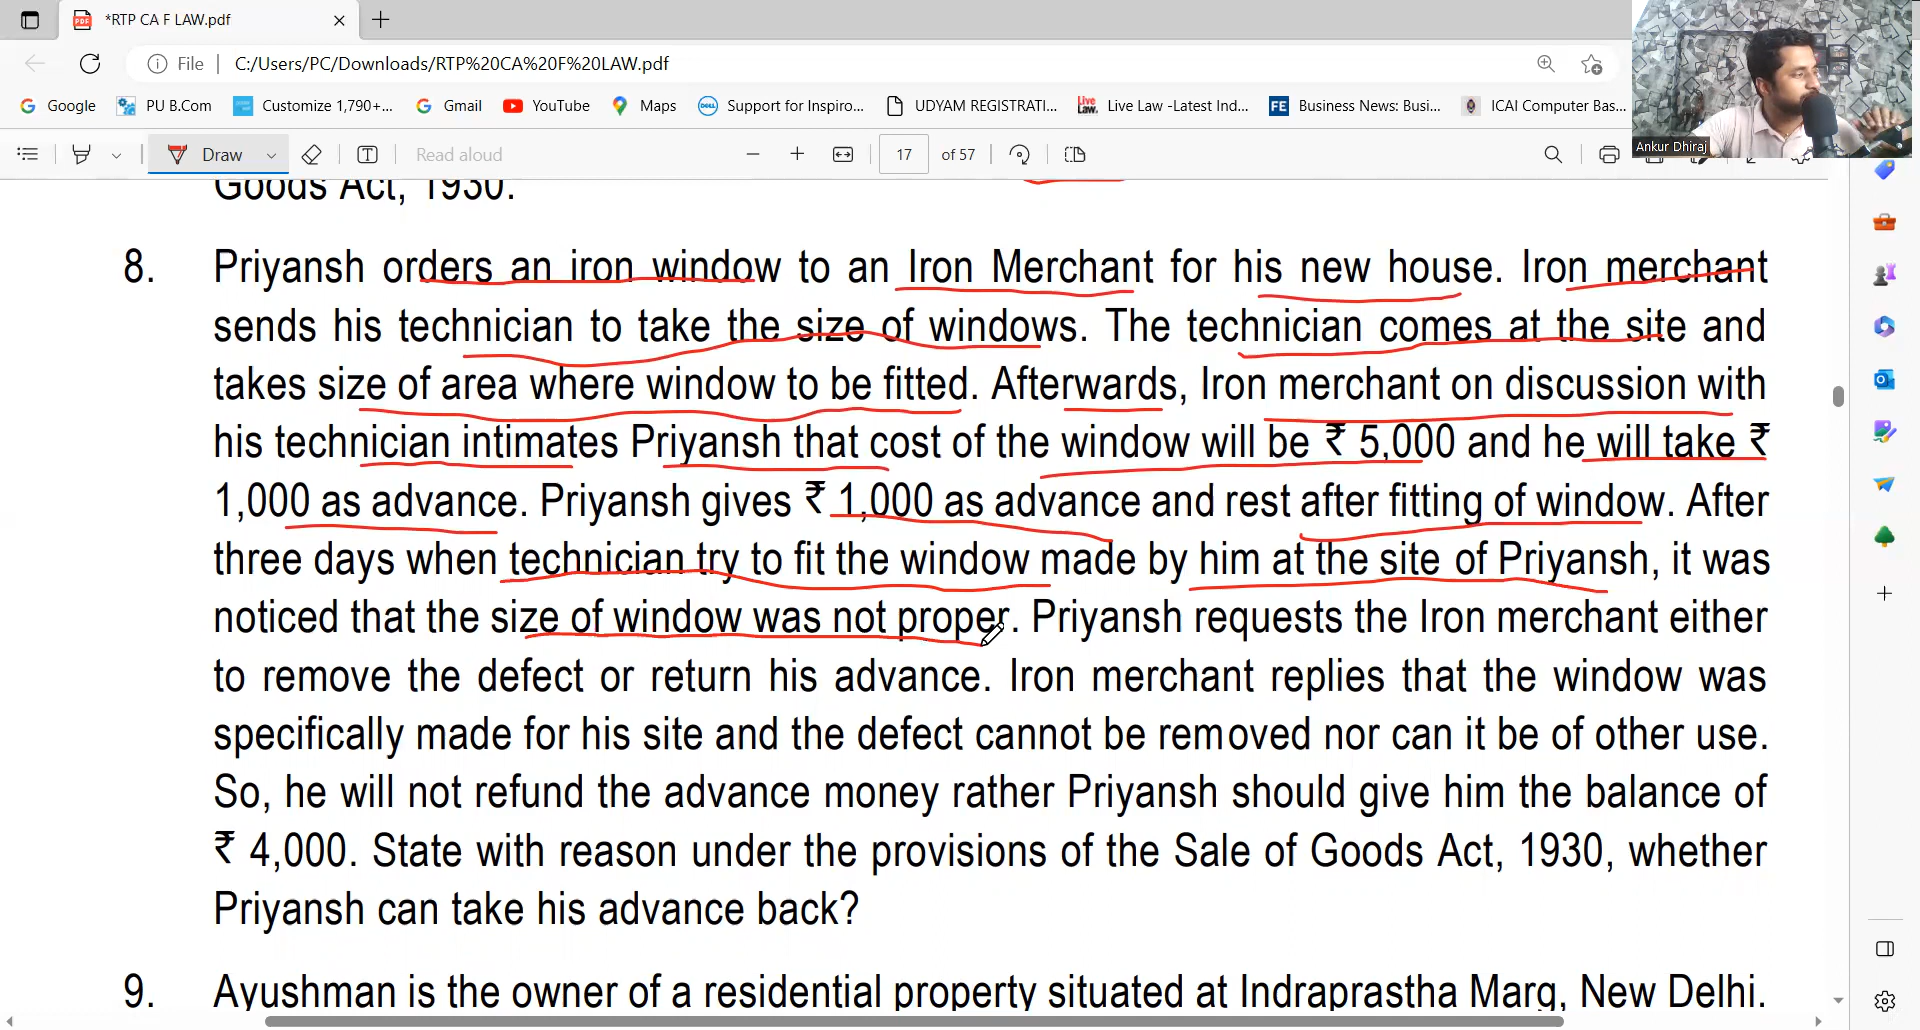 *RTP CA F LAW.pdf
File C:/Users/PC/Downloads/RTP%20CA%20F%20LAW.pdf
Google PU B.Com Customize 1,790+... Gmail YouTube Maps Support for Inspiro... UDYAM REGISTRATI... Live Law -Latest Ind... Business News: Busi... ICAI Computer Bas...
Draw Read aloud 17 of 57
Ankur Dhiraj
Goods Act, 1930.
8. Priyansh orders an iron window to an Iron Merchant for his new house. Iron merchant
sends his technician to take the size of windows. The technician comes at the site and
takes size of area where window to be fitted. Afterwards, Iron merchant on discussion with
his technician intimates Priyansh that cost of the window will be ₹ 5,000 and he will take ₹
1,000 as advance. Priyansh gives ₹ 1,000 as advance and rest after fitting of window. After
three days when technician try to fit the window made by him at the site of Priyansh, it was
noticed that the size of window was not proper. Priyansh requests the Iron merchant either
to remove the defect or return his advance. Iron merchant replies that the window was
specifically made for his site and the defect cannot be removed nor can it be of other use.
So, he will not refund the advance money rather Priyansh should give him the balance of
₹ 4,000. State with reason under the provisions of the Sale of Goods Act, 1930, whether
Priyansh can take his advance back?
9. Ayushman is the owner of a residential property situated at Indraprastha Marg, New Delhi.